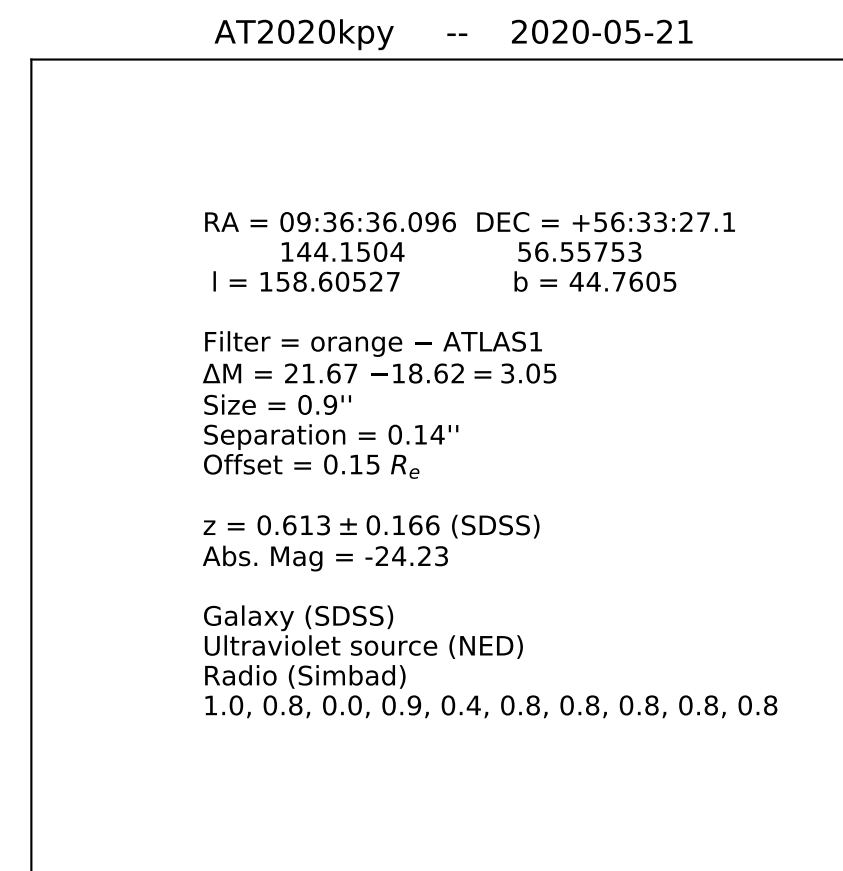 AT2020kpy -- 2020-05-21
RA = 09:36:36.096 DEC = +56:33:27.1
144.1504 56.55753
l = 158.60527 b = 44.7605
Filter = orange − ATLAS1
ΔM = 21.67 −18.62 = 3.05
Size = 0.9''
Separation = 0.14''
Offset = 0.15 Rₑ
z = 0.613 ± 0.166 (SDSS)
Abs. Mag = -24.23
Galaxy (SDSS)
Ultraviolet source (NED)
Radio (Simbad)
1.0, 0.8, 0.0, 0.9, 0.4, 0.8, 0.8, 0.8, 0.8, 0.8